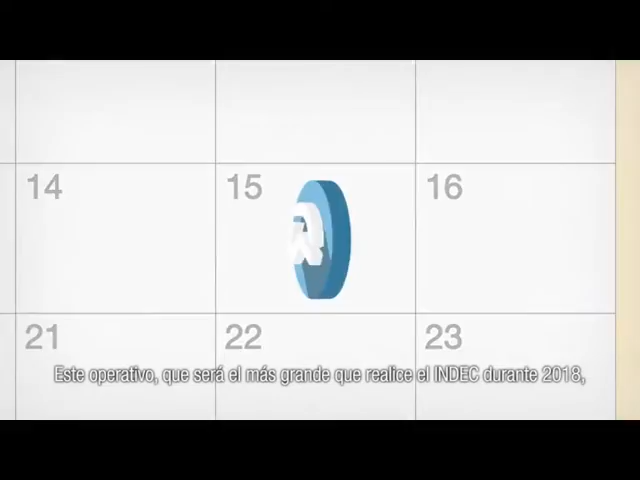 14 15 16
21 22 23
Este operativo, que será el más grande que realice el INDEC durante 2018,